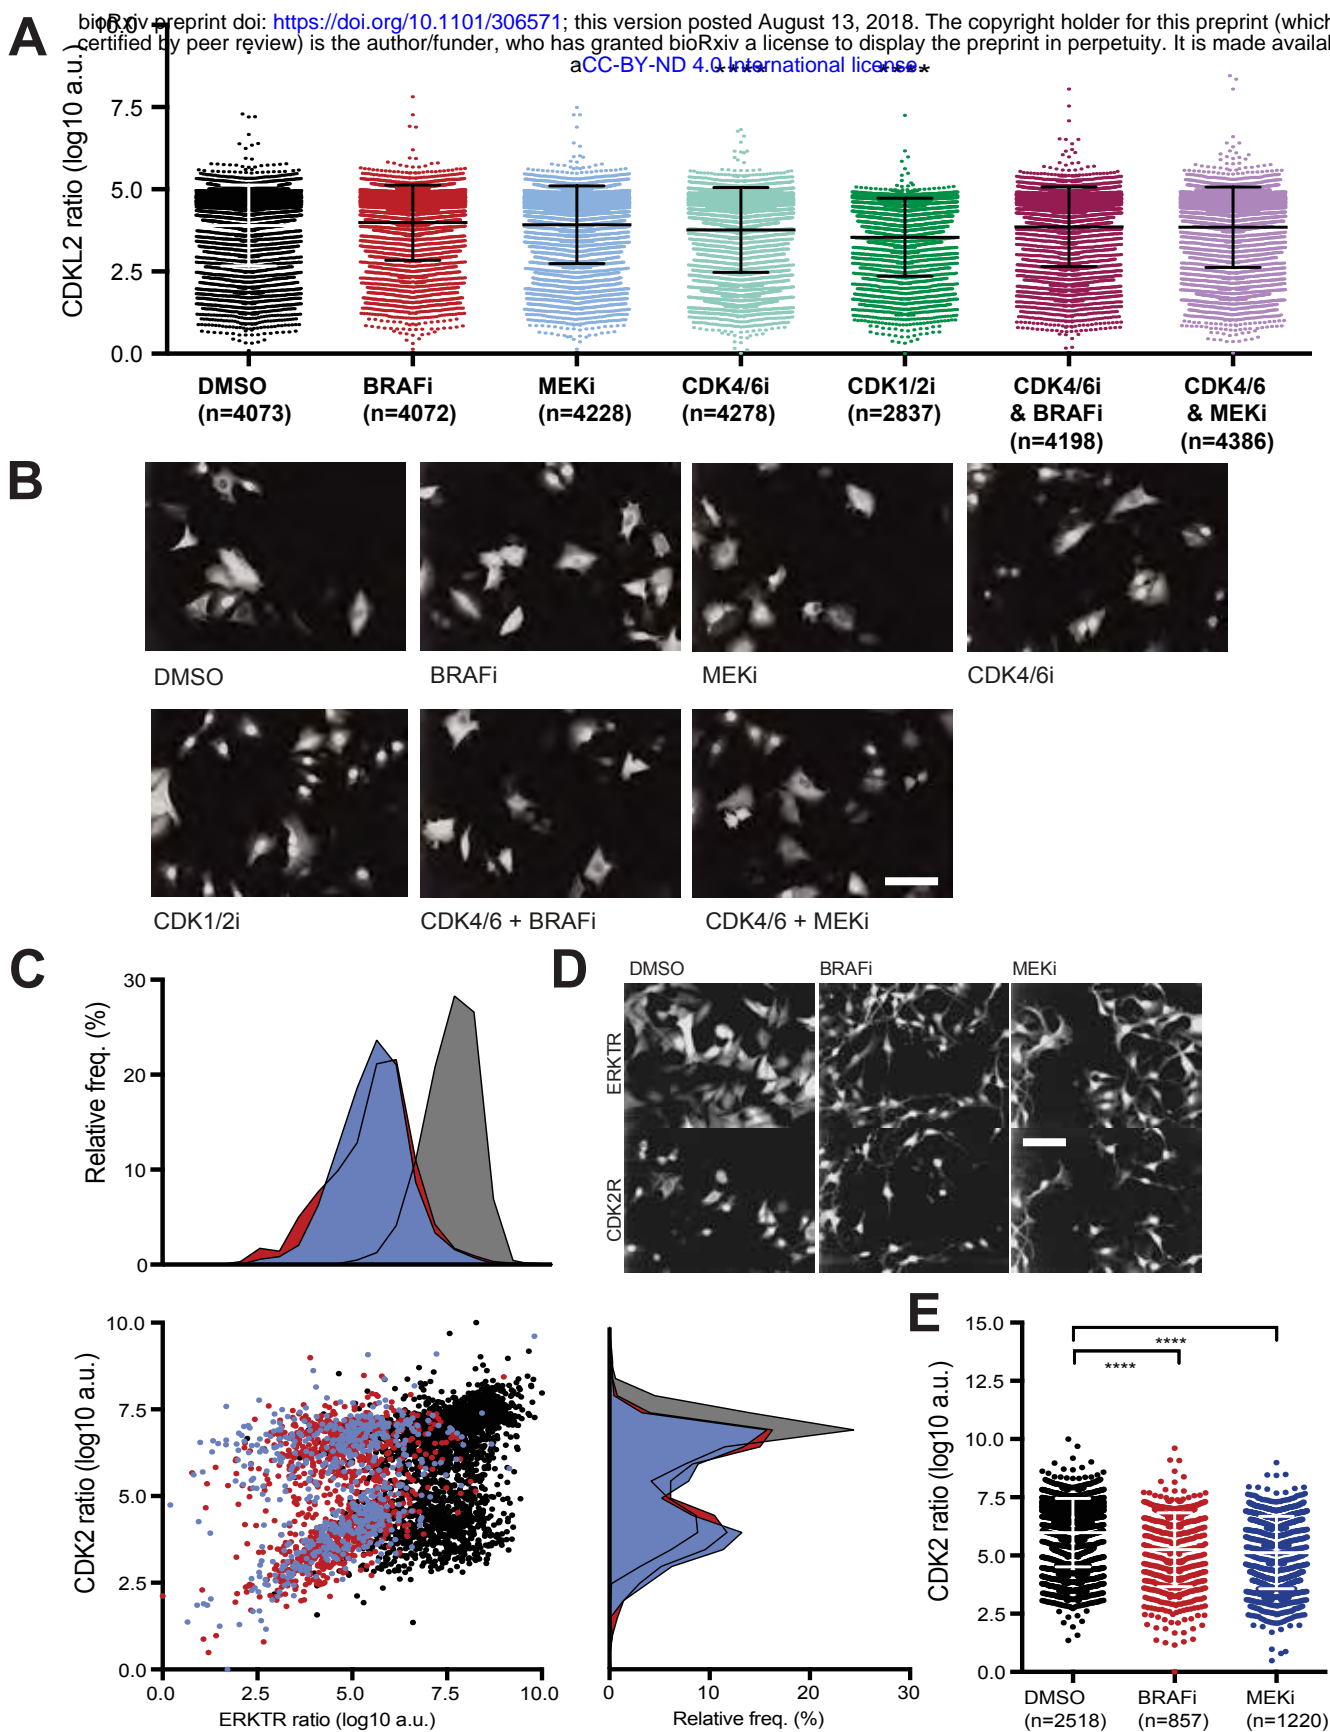 bioRxiv preprint doi: https://doi.org/10.1101/306571; this version posted August 13, 2018. The copyright holder for this preprint (which
certified by peer review) is the author/funder, who has granted bioRxiv a license to display the preprint in perpetuity. It is made availab
aCC-BY-ND 4.0 International license.
A
CDKL2 ratio (log10 a.u.)
10.0
7.5
5.0
2.5
0.0
**** ****
DMSO BRAFi MEKi CDK4/6i CDK1/2i CDK4/6i CDK4/6
(n=4073) (n=4072) (n=4228) (n=4278) (n=2837) & BRAFi & MEKi
(n=4198) (n=4386)
B
DMSO BRAFi MEKi CDK4/6i
CDK1/2i CDK4/6 + BRAFi CDK4/6 + MEKi
C
Relative freq. (%)
30
20
10
0
D
DMSO BRAFi MEKi
ERKTR
CDK2R
CDK2 ratio (log10 a.u.)
10.0
7.5
5.0
2.5
0.0
0.0 2.5 5.0 7.5 10.0
ERKTR ratio (log10 a.u.)
0 10 20 30
Relative freq. (%)
E
CDK2 ratio (log10 a.u.)
15.0
12.5
10.0
7.5
5.0
2.5
0.0
****
****
DMSO BRAFi MEKi
(n=2518) (n=857) (n=1220)